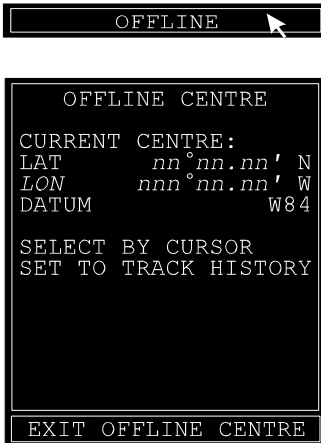 OFFLINE
OFFLINE CENTRE
CURRENT CENTRE:
LAT nn°nn.nn' N
LON nnn°nn.nn' W
DATUM W84
SELECT BY CURSOR
SET TO TRACK HISTORY
EXIT OFFLINE CENTRE